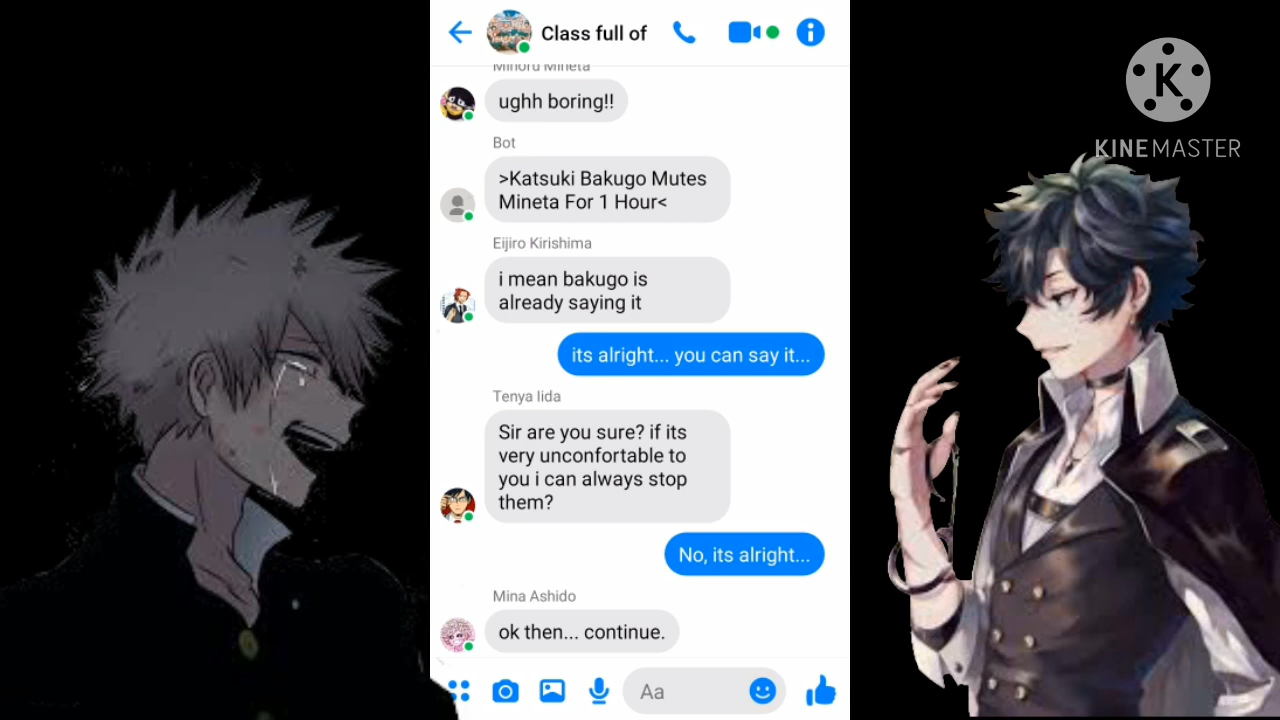 Class full of
Minoru Mineta
ughh boring!!
Bot
>Katsuki Bakugo Mutes
Mineta For 1 Hour<
Eijiro Kirishima
i mean bakugo is
already saying it
its alright... you can say it...
Tenya Iida
Sir are you sure? if its
very unconfortable to
you i can always stop
them?
No, its alright...
Mina Ashido
ok then... continue.
Aa
K
KINEMASTER